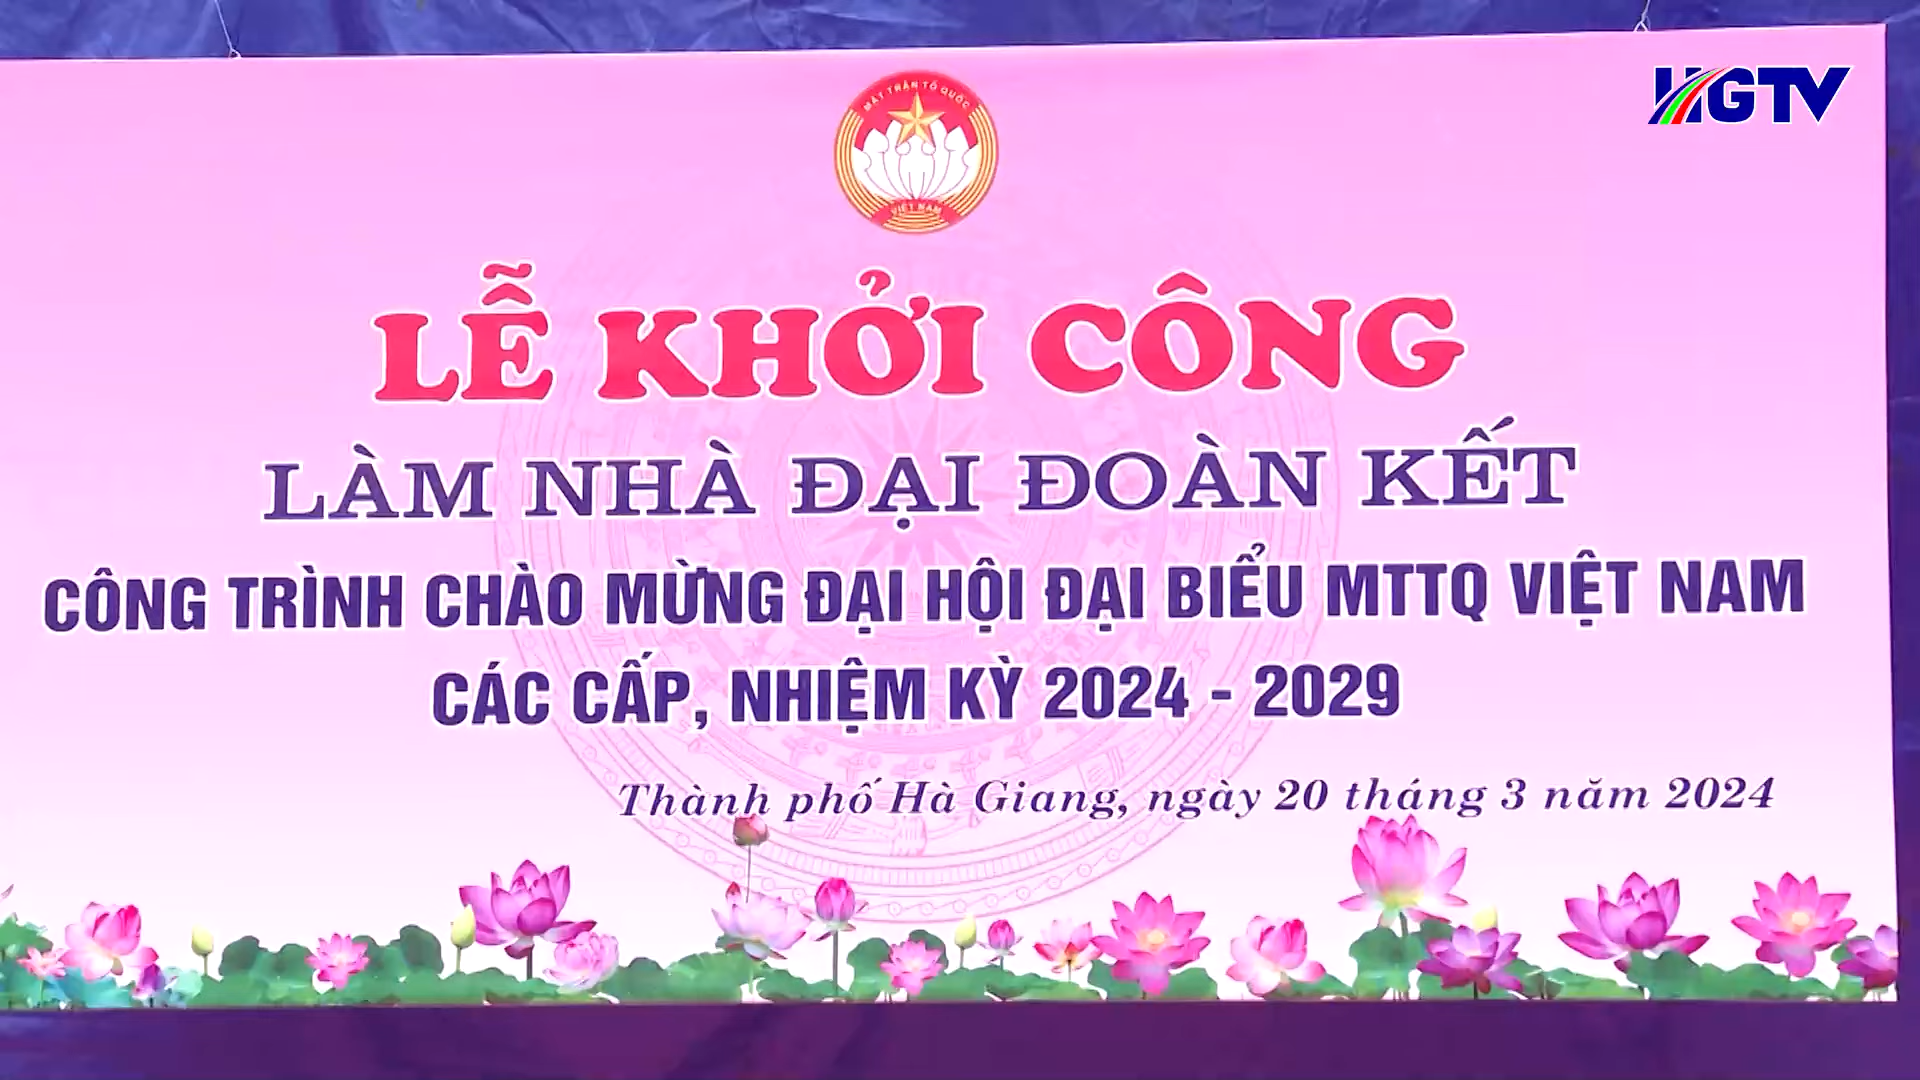 HGTV
MẶT TRẬN TỔ QUỐC
VIỆT NAM
LỄ KHỞI CÔNG
LÀM NHÀ ĐẠI ĐOÀN KẾT
CÔNG TRÌNH CHÀO MỪNG ĐẠI HỘI ĐẠI BIỂU MTTQ VIỆT NAM
CÁC CẤP, NHIỆM KỲ 2024 - 2029
Thành phố Hà Giang, ngày 20 tháng 3 năm 2024